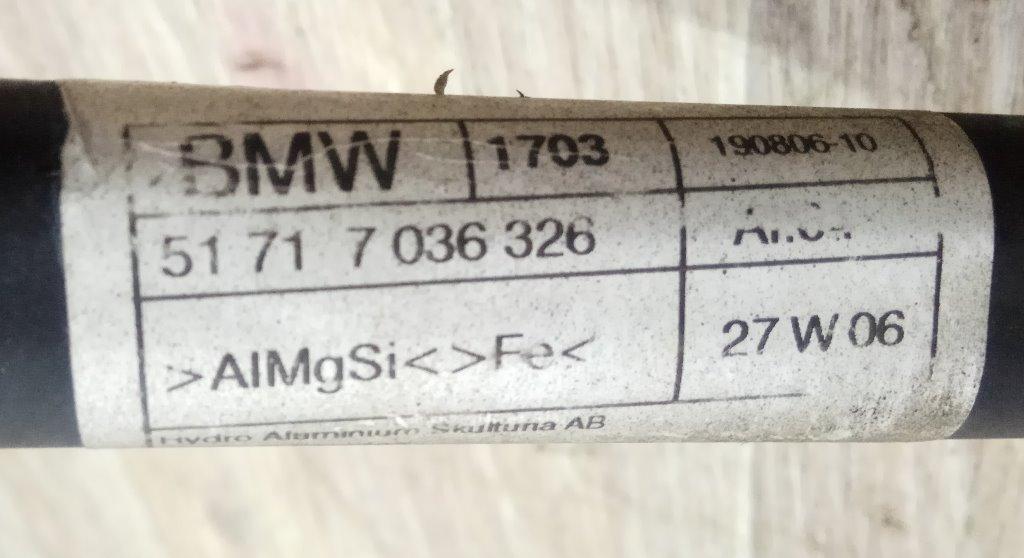 BMW 1703 190806-10
51 71 7 036 326
>AlMgSi< >Fe< 27 W 06
Hydro Aluminium Skultuna AB